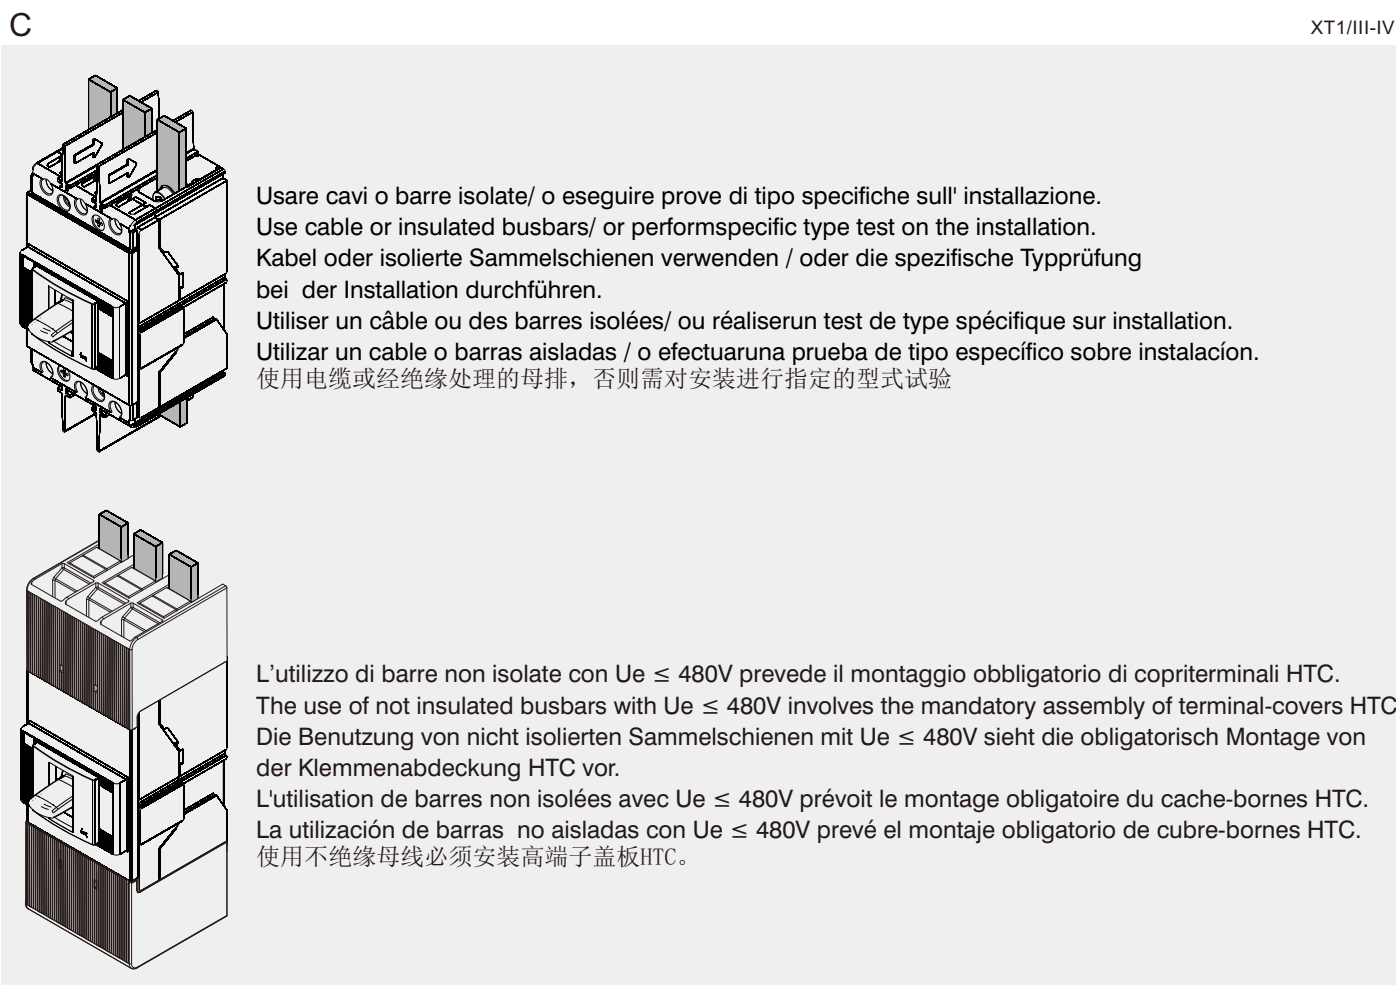 C
XT1/III-IV
Usare cavi o barre isolate/ o eseguire prove di tipo specifiche sull' installazione.
Use cable or insulated busbars/ or performspecific type test on the installation.
Kabel oder isolierte Sammelschienen verwenden / oder die spezifische Typprüfung
bei  der Installation durchführen.
Utiliser un câble ou des barres isolées/ ou réaliserun test de type spécifique sur installation.
Utilizar un cable o barras aisladas / o efectuaruna prueba de tipo específico sobre instalacíon.
使用电缆或经绝缘处理的母排，否则需对安装进行指定的型式试验
L’utilizzo di barre non isolate con Ue ≤ 480V prevede il montaggio obbligatorio di copriterminali HTC.
The use of not insulated busbars with Ue ≤ 480V involves the mandatory assembly of terminal-covers HTC
Die Benutzung von nicht isolierten Sammelschienen mit Ue ≤ 480V sieht die obligatorisch Montage von
der Klemmenabdeckung HTC vor.
L'utilisation de barres non isolées avec Ue ≤ 480V prévoit le montage obligatoire du cache-bornes HTC.
La utilización de barras  no aisladas con Ue ≤ 480V prevé el montaje obligatorio de cubre-bornes HTC.
使用不绝缘母线必须安装高端子盖板HTC。